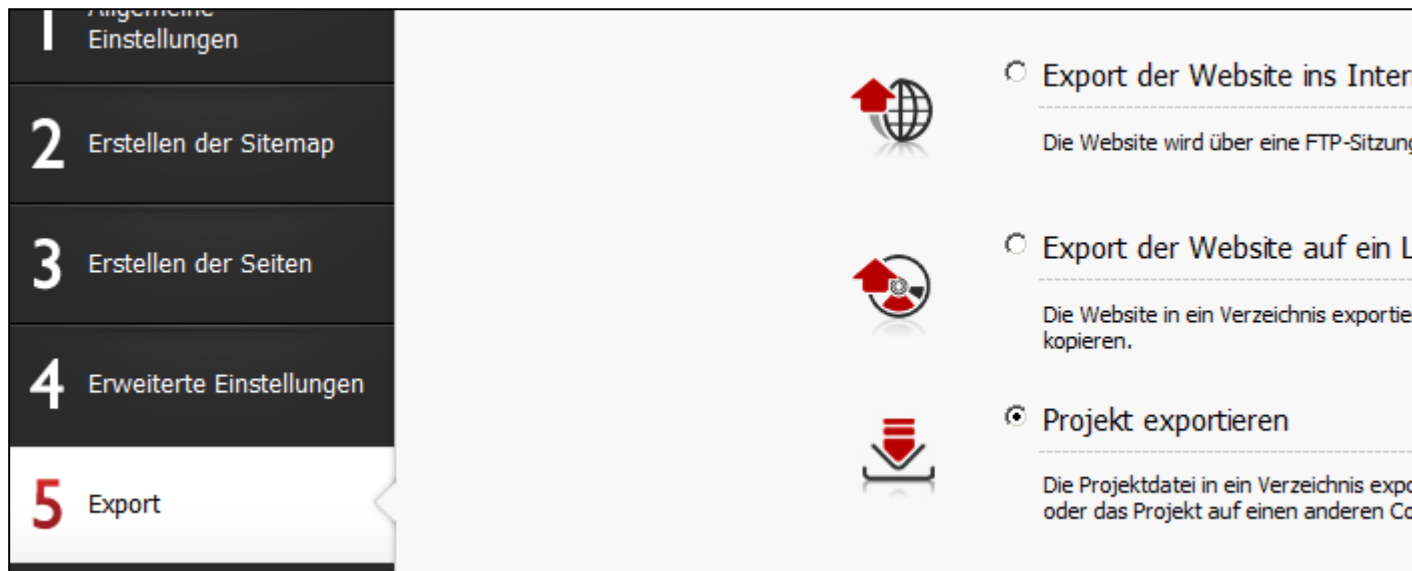 1 Allgemeine
Einstellungen
2 Erstellen der Sitemap
3 Erstellen der Seiten
4 Erweiterte Einstellungen
5 Export
Export der Website ins
Die Website wird über eine
Export der Website auf ein
Die Website in ein Verzeichnis
kopieren.
Projekt exportieren
Die Projektdatei in ein Verzeichnis
oder das Projekt auf einen anderen